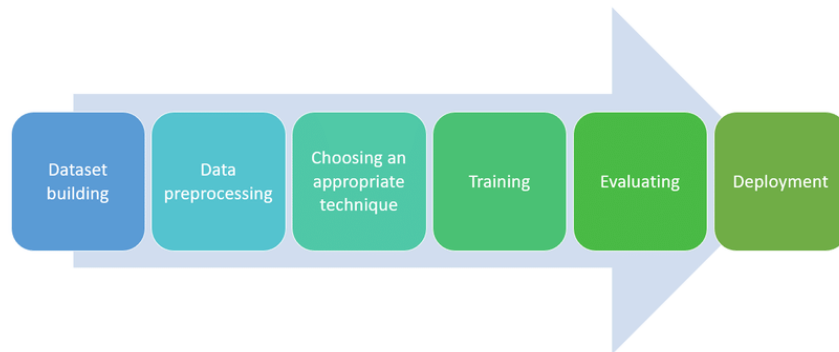 Dataset
building
Data
preprocessing
Choosing an
appropriate
technique
Training
Evaluating
Deployment